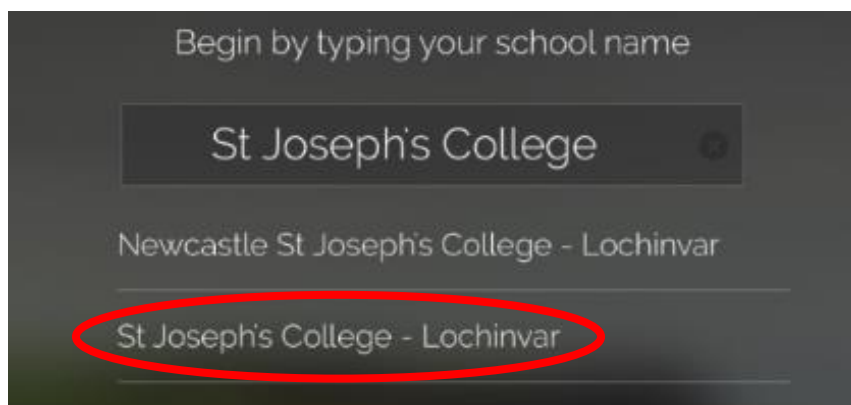 Begin by typing your school name
St Joseph's College
Newcastle St Joseph's College - Lochinvar
St Joseph's College - Lochinvar